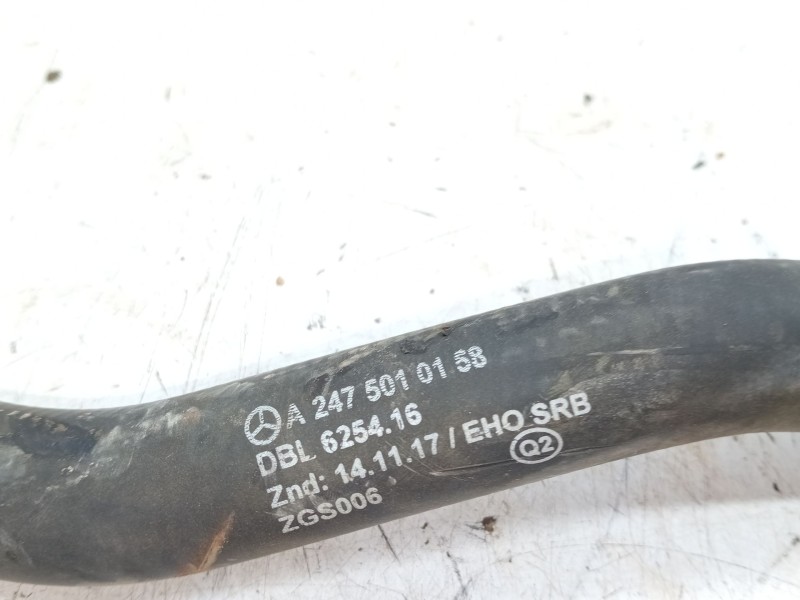 A 247 501 01 58
DBL 6254.16
Znd: 14.11.17 / EHO SRB
Q2
ZGS006